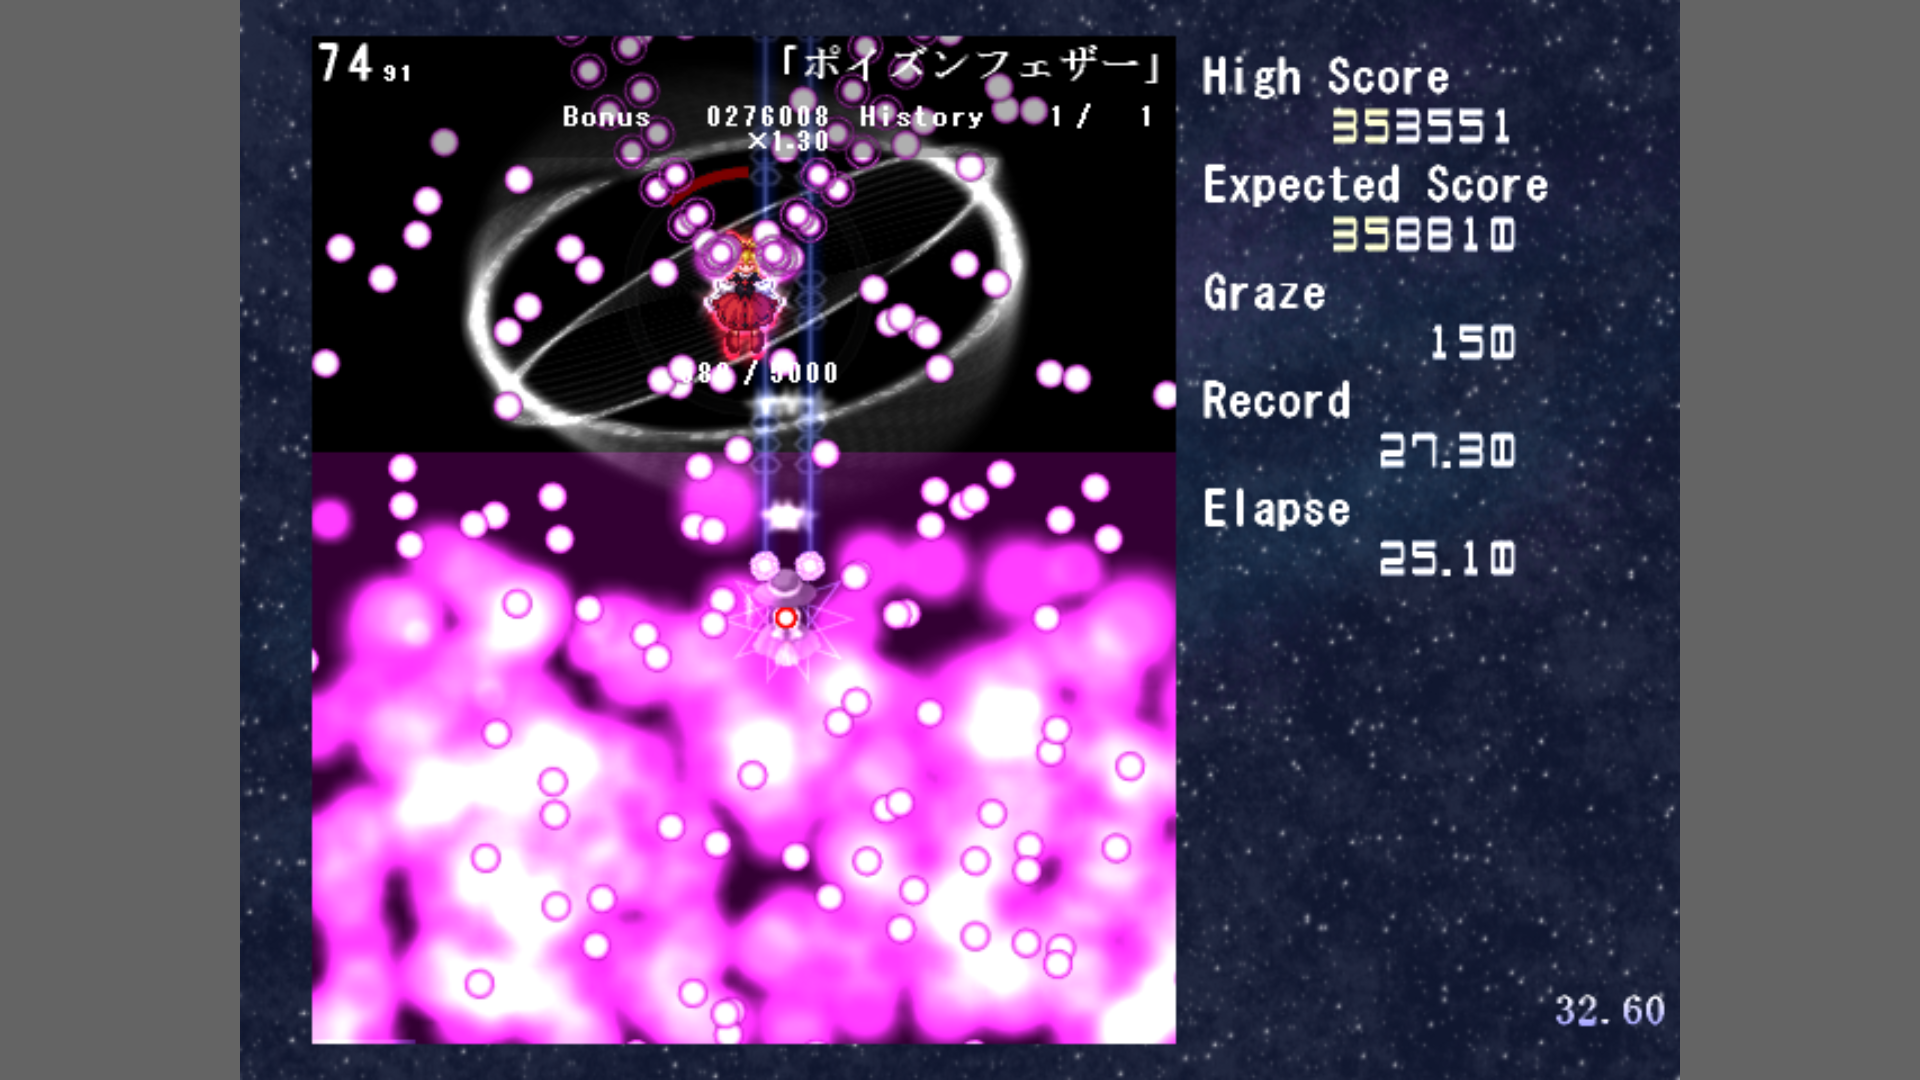 74 91
「ポイズンフェザー」
Bonus 0276008 History 1/ 1
×1.30
/ 5000
High Score
353551
Expected Score
358810
Graze
150
Record
27.30
Elapse
25.10
32.60